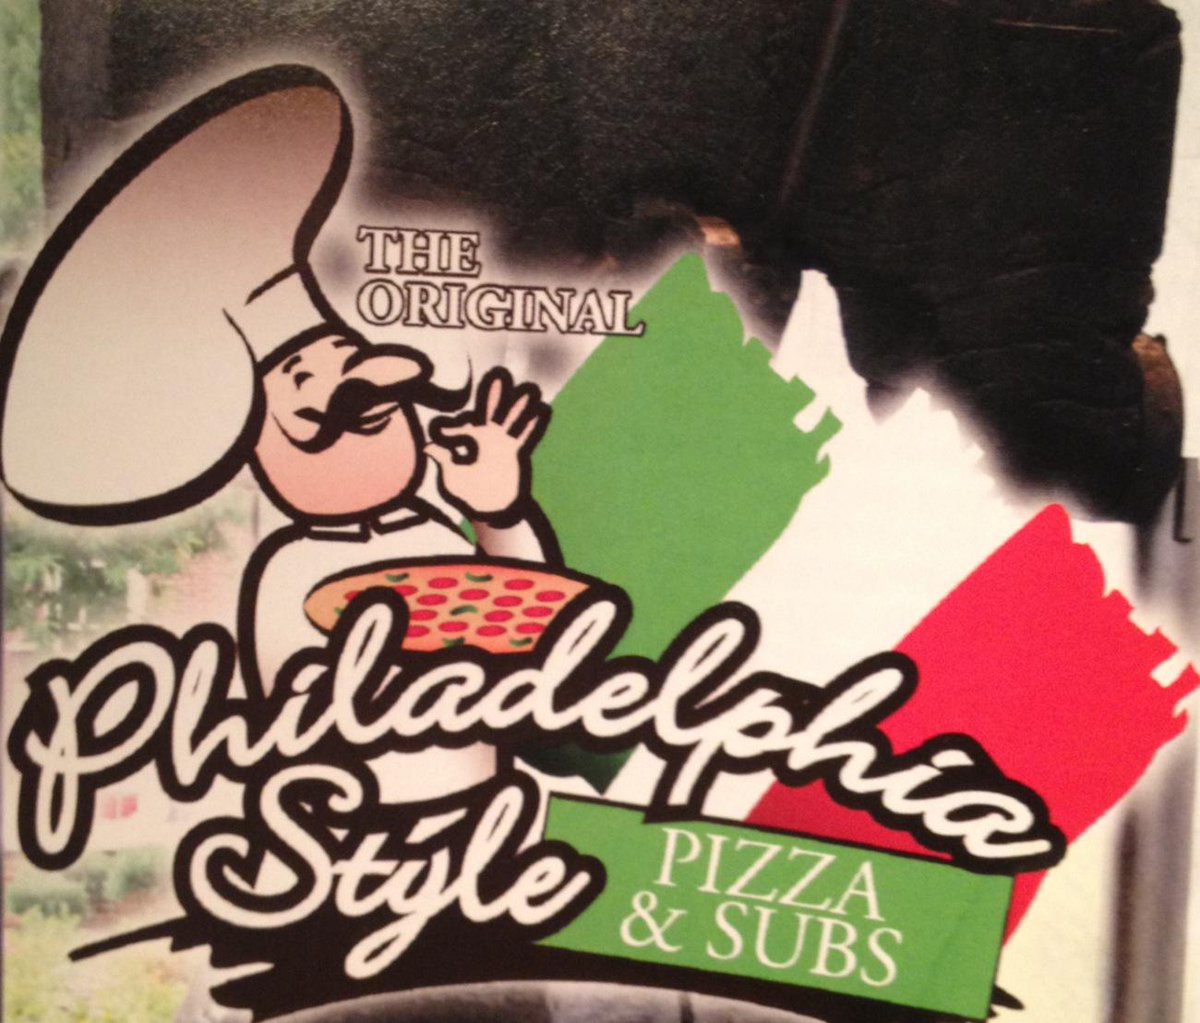 THE
ORIGINAL
Philadelphia
Style
PIZZA
& SUBS